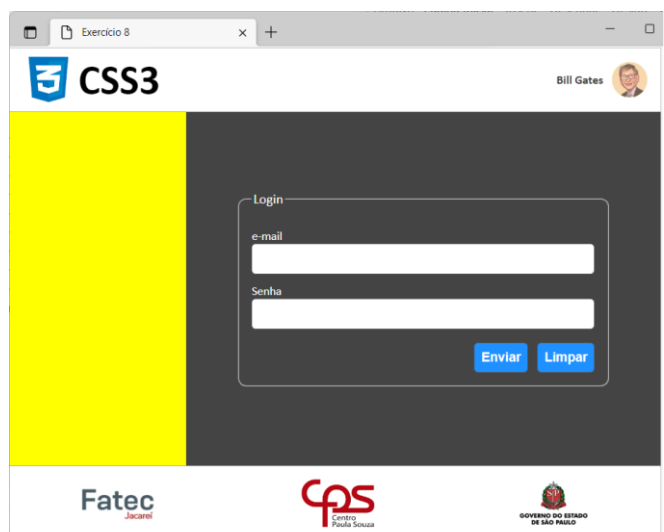 Exercício 8
CSS3
Bill Gates
Login
e-mail
Senha
Enviar
Limpar
Fatec
Jacareí
CPS
Centro
Paula Souza
GOVERNO DO ESTADO
DE SÃO PAULO